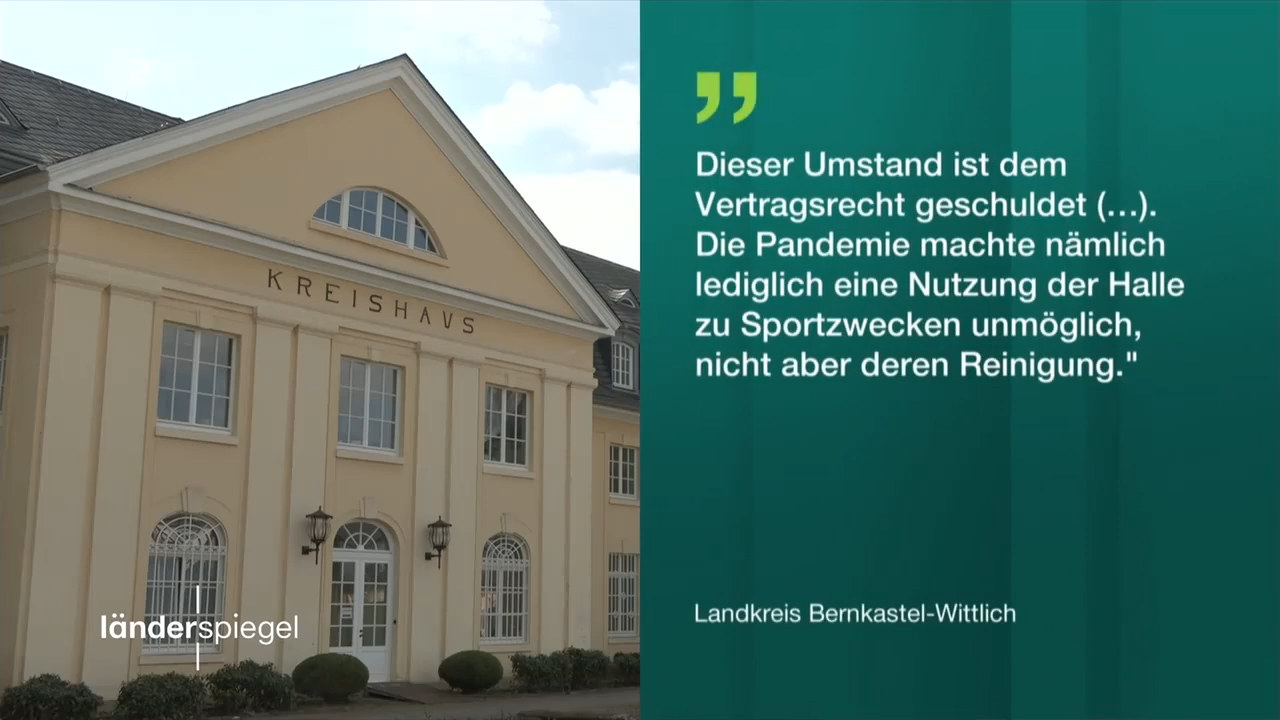 KREISHAVS
länderspiegel
"
Dieser Umstand ist dem
Vertragsrecht geschuldet (...).
Die Pandemie machte nämlich
lediglich eine Nutzung der Halle
zu Sportzwecken unmöglich,
nicht aber deren Reinigung."
Landkreis Bernkastel-Wittlich